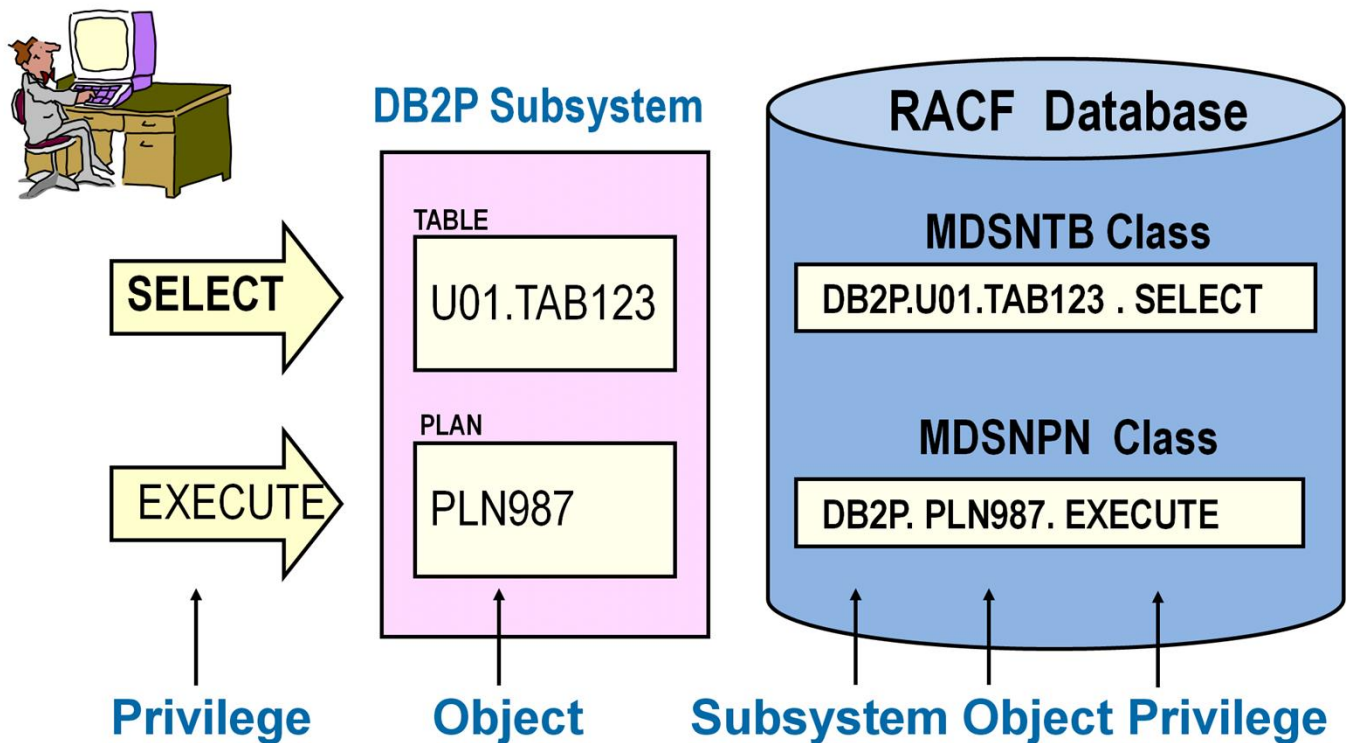 DB2P Subsystem
TABLE
SELECT
U01.TAB123
PLAN
EXECUTE
PLN987
RACF Database
MDSNTB Class
DB2P.U01.TAB123 . SELECT
MDSNPN Class
DB2P. PLN987. EXECUTE
Privilege
Object
Subsystem Object Privilege